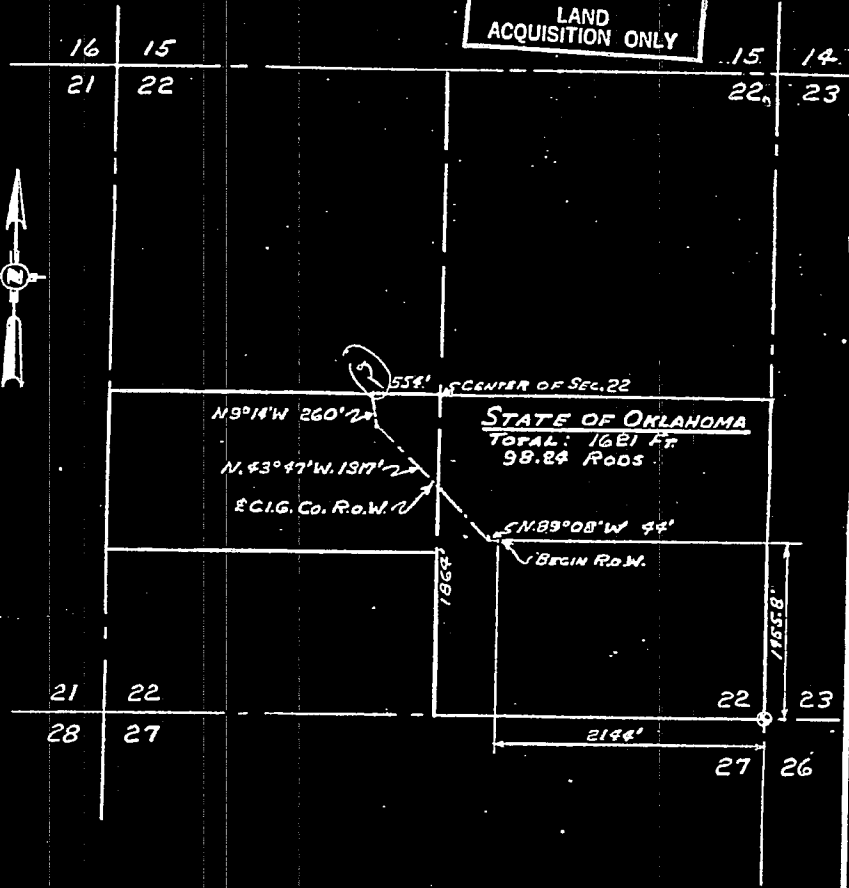 LAND
ACQUISITION ONLY
16 15
15 14
21 22
22 23
N
554'
CENTER OF SEC. 22
N9°14'W 260'
STATE OF OKLAHOMA
TOTAL: 1621 FT.
98.24 RODS
N.43°47'W. 1317'
℄ C.I.G. CO. R.O.W.
N.89°08'W 44'
BEGIN R.O.W.
1864'
1455.8'
21 22
22 23
28 27
2144'
27 26